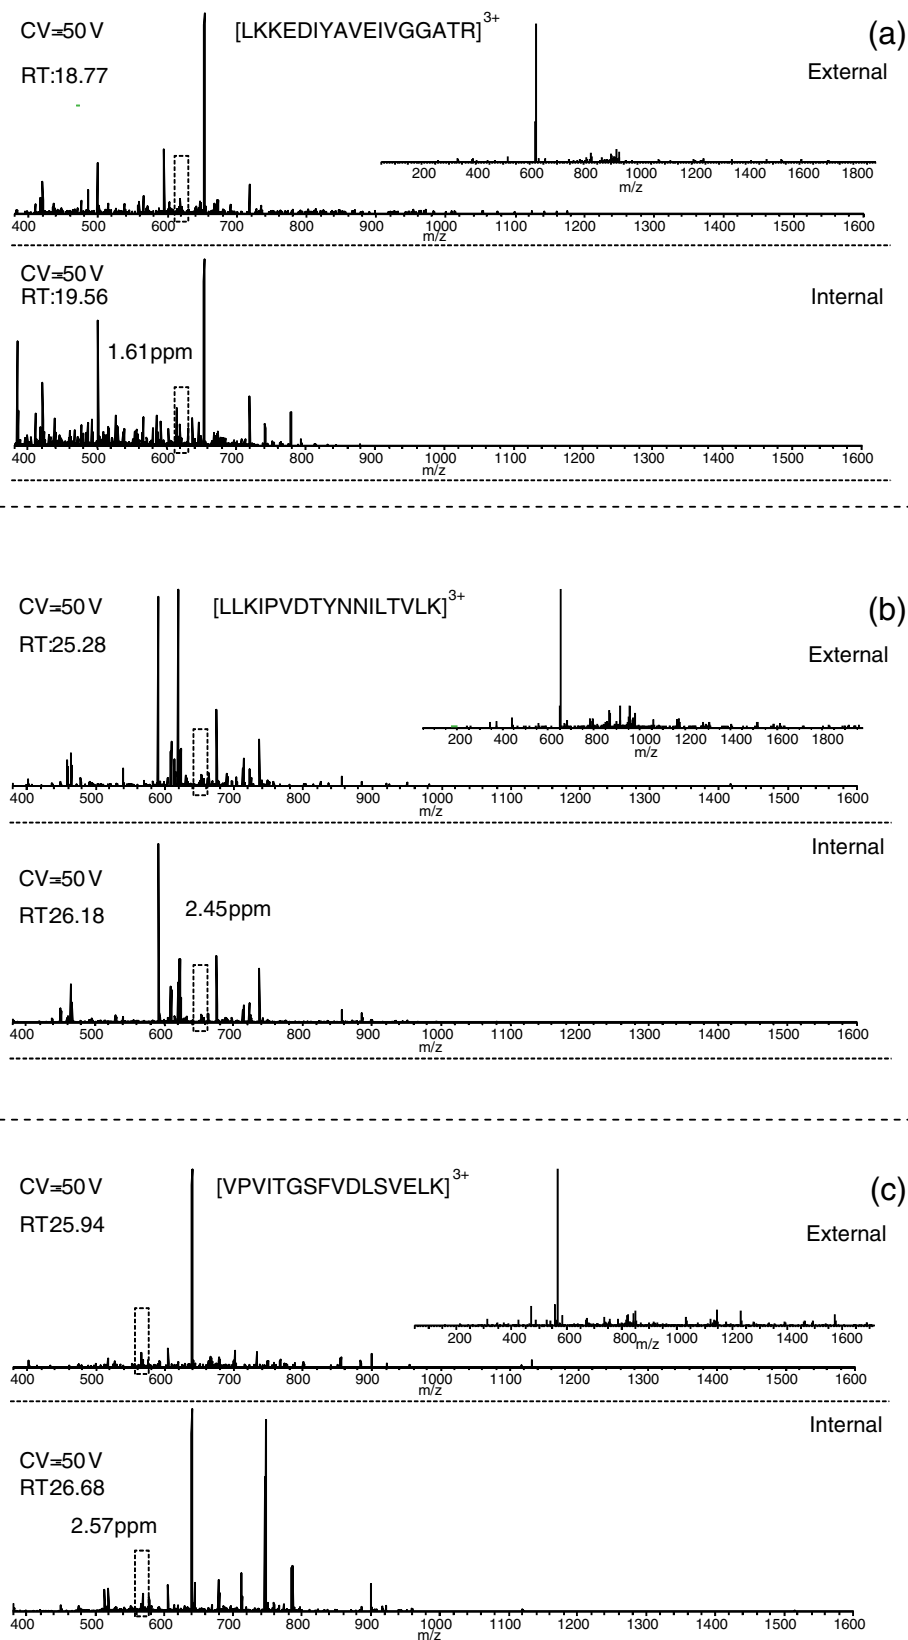 CV=50 V [LKKEDIYAVEIVGGATR]3+ (a)
RT:18.77 External
200 400 600 800 1000 1200 1400 1600 1800
m/z
400 500 600 700 800 900 1000 1100 1200 1300 1400 1500 1600
m/z
CV=50 V
RT:19.56 Internal
1.61ppm
400 500 600 700 800 900 1000 1100 1200 1300 1400 1500 1600
m/z
CV=50 V [LLKIPVDTYNNILTVLK]3+ (b)
RT:25.28 External
200 400 600 800 1000 1200 1400 1600 1800
m/z
400 500 600 700 800 900 1000 1100 1200 1300 1400 1500 1600
m/z
Internal
CV=50 V
RT26.18 2.45ppm
400 500 600 700 800 900 1000 1100 1200 1300 1400 1500 1600
m/z
CV=50 V [VPVITGSFVDLSVELK]3+ (c)
RT25.94 External
200 400 600 800 1000 1200 1400 1600
m/z
400 500 600 700 800 900 1000 1100 1200 1300 1400 1500 1600
m/z
Internal
CV=50 V
RT26.68
2.57ppm
400 500 600 700 800 900 1000 1100 1200 1300 1400 1500 1600
m/z